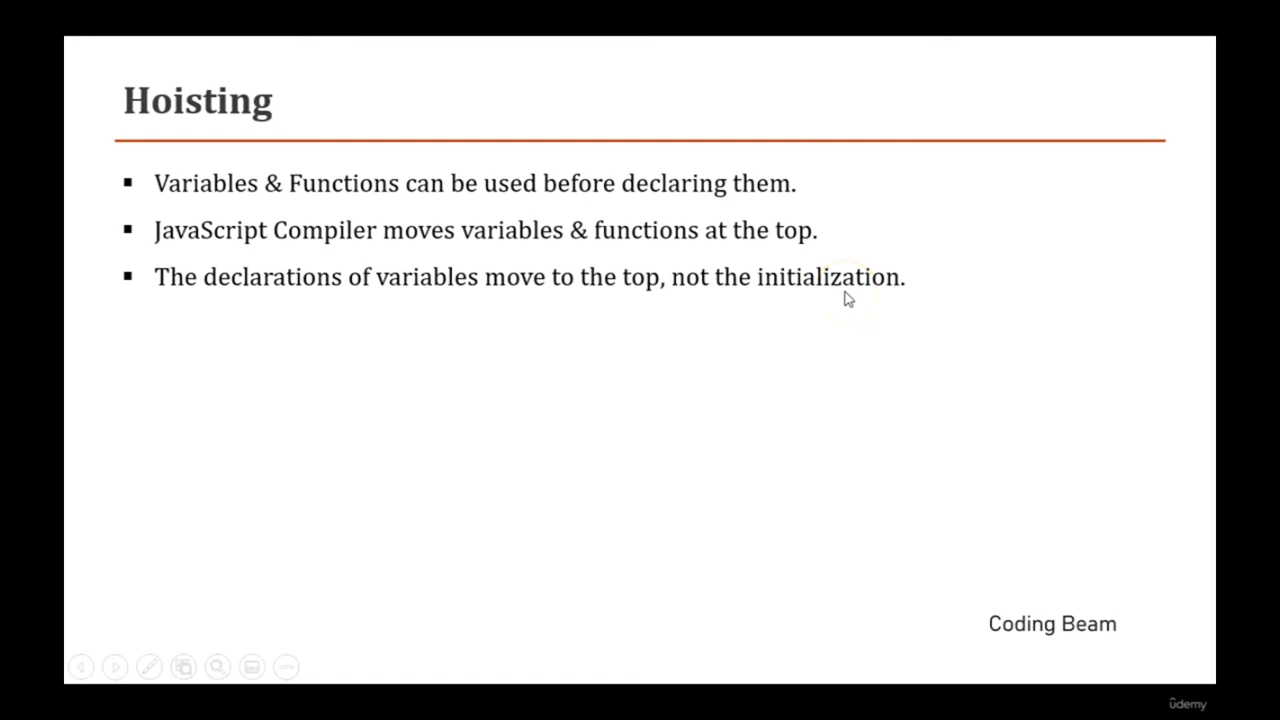 Hoisting
Variables & Functions can be used before declaring them.
JavaScript Compiler moves variables & functions at the top.
The declarations of variables move to the top, not the initialization.
Coding Beam
ûdemy